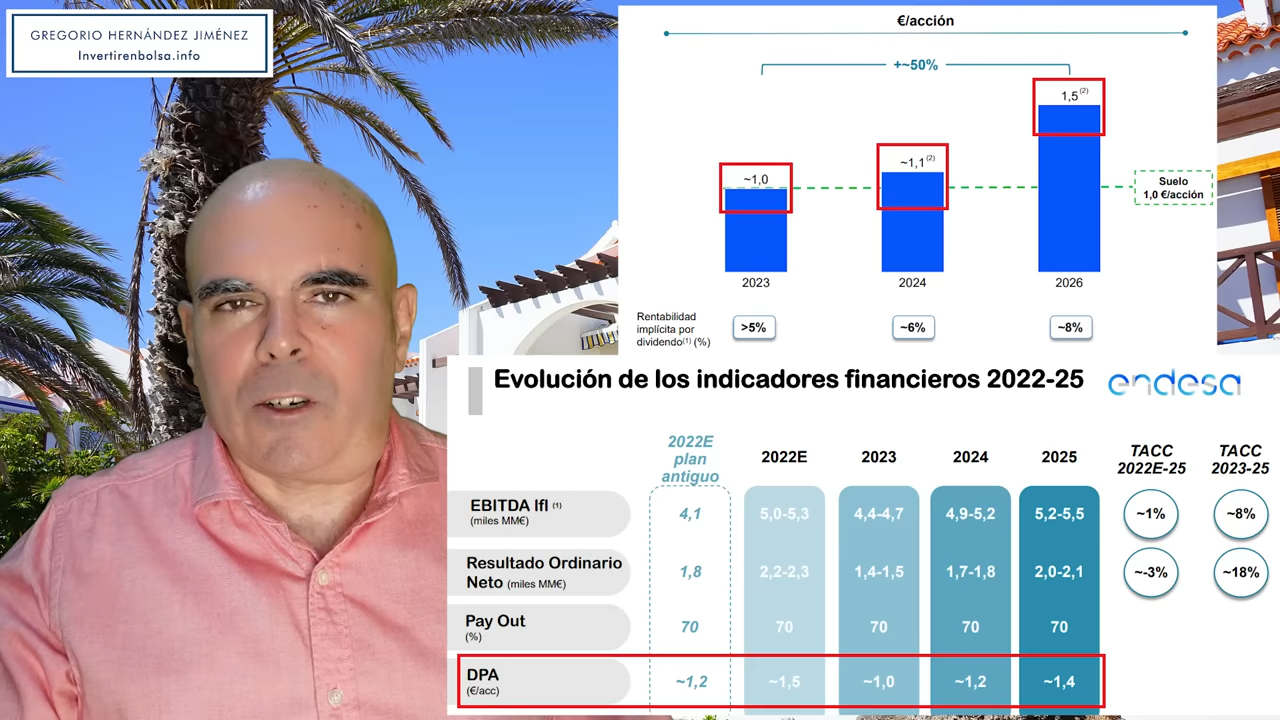 GREGORIO HERNÁNDEZ JIMÉNEZ
Invertirenbolsa.info
€/acción
+~50%
1,5 (2)
~1,1 (2)
~1,0
Suelo
1,0 €/acción
2023
2024
2026
Rentabilidad
implícita por
dividendo(1) (%)
>5%
~6%
~8%
Evolución de los indicadores financieros 2022-25
endesa
2022E
plan
antiguo
2022E
2023
2024
2025
TACC
2022E-25
TACC
2023-25
EBITDA Ifl (1)
(miles MM€)
4,1
5,0-5,3
4,4-4,7
4,9-5,2
5,2-5,5
~1%
~8%
Resultado Ordinario
Neto (miles MM€)
1,8
2,2-2,3
1,4-1,5
1,7-1,8
2,0-2,1
~-3%
~18%
Pay Out
(%)
70
70
70
70
70
DPA
(€/acc)
~1,2
~1,5
~1,0
~1,2
~1,4